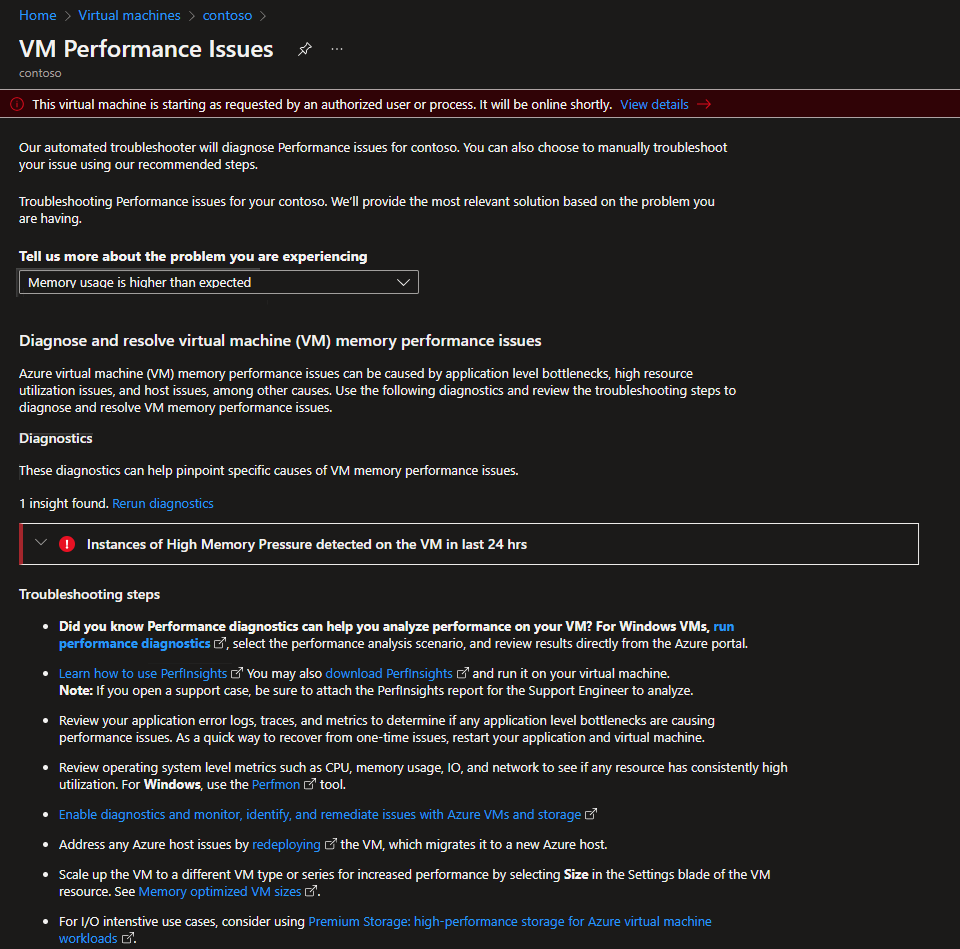 Home > Virtual machines > contoso >
VM Performance Issues
contoso
This virtual machine is starting as requested by an authorized user or process. It will be online shortly. View details →
Our automated troubleshooter will diagnose Performance issues for contoso. You can also choose to manually troubleshoot
your issue using our recommended steps.
Troubleshooting Performance issues for your contoso. We'll provide the most relevant solution based on the problem you
are having.
Tell us more about the problem you are experiencing
Memory usage is higher than expected
Diagnose and resolve virtual machine (VM) memory performance issues
Azure virtual machine (VM) memory performance issues can be caused by application level bottlenecks, high resource
utilization issues, and host issues, among other causes. Use the following diagnostics and review the troubleshooting steps to
diagnose and resolve VM memory performance issues.
Diagnostics
These diagnostics can help pinpoint specific causes of VM memory performance issues.
1 insight found. Rerun diagnostics
Instances of High Memory Pressure detected on the VM in last 24 hrs
Troubleshooting steps
• Did you know Performance diagnostics can help you analyze performance on your VM? For Windows VMs, run
performance diagnostics, select the performance analysis scenario, and review results directly from the Azure portal.
• Learn how to use PerfInsights You may also download PerfInsights and run it on your virtual machine.
Note: If you open a support case, be sure to attach the PerfInsights report for the Support Engineer to analyze.
• Review your application error logs, traces, and metrics to determine if any application level bottlenecks are causing
performance issues. As a quick way to recover from one-time issues, restart your application and virtual machine.
• Review operating system level metrics such as CPU, memory usage, IO, and network to see if any resource has consistently high
utilization. For Windows, use the Perfmon tool.
• Enable diagnostics and monitor, identify, and remediate issues with Azure VMs and storage
• Address any Azure host issues by redeploying the VM, which migrates it to a new Azure host.
• Scale up the VM to a different VM type or series for increased performance by selecting Size in the Settings blade of the VM
resource. See Memory optimized VM sizes.
• For I/O intenstive use cases, consider using Premium Storage: high-performance storage for Azure virtual machine
workloads.